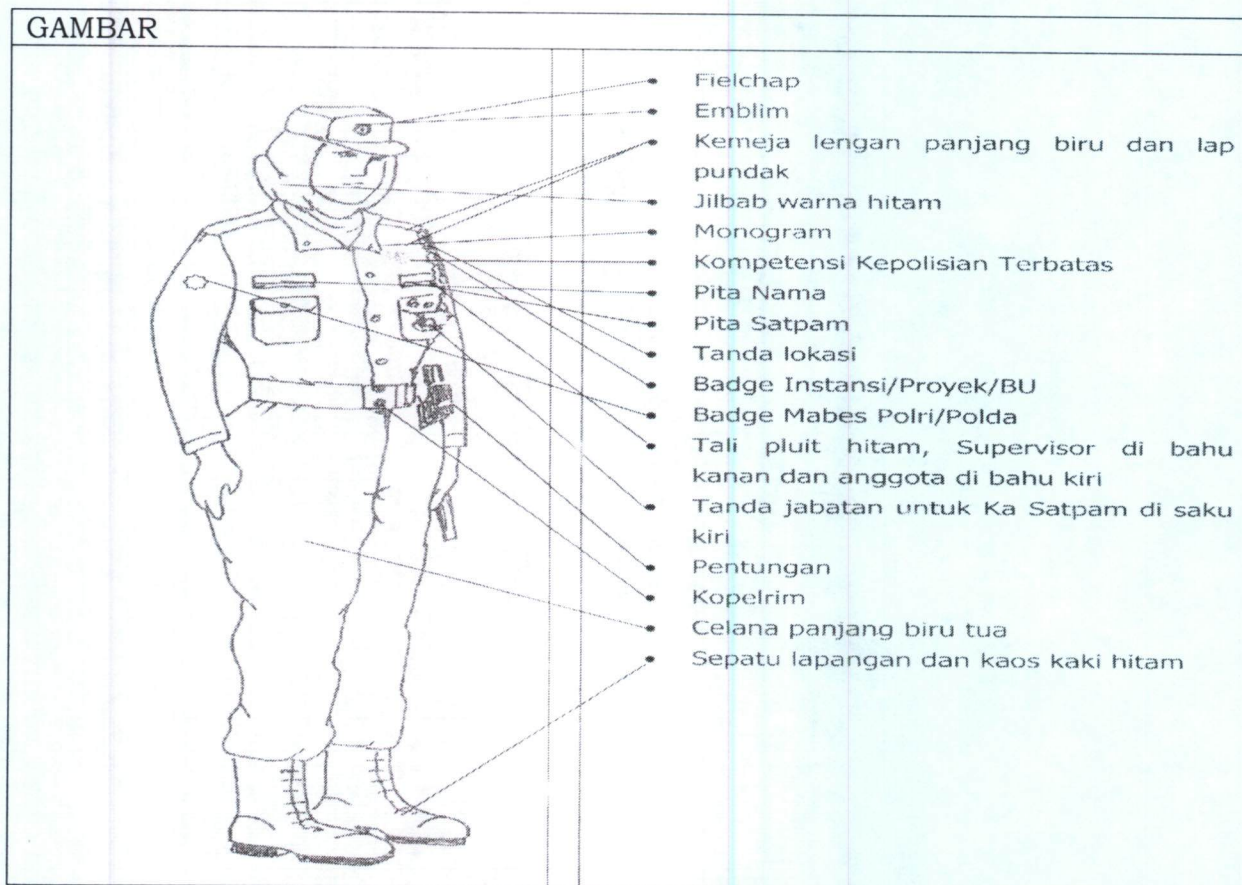 GAMBAR
Fielchap
Emblim
Kemeja lengan panjang biru dan lap
pundak
Jilbab warna hitam
Monogram
Kompetensi Kepolisian Terbatas
Pita Nama
Pita Satpam
Tanda lokasi
Badge Instansi/Proyek/BU
Badge Mabes Polri/Polda
Tali pluit hitam, Supervisor di bahu
kanan dan anggota di bahu kiri
Tanda jabatan untuk Ka Satpam di saku
kiri
Pentungan
Kopelrim
Celana panjang biru tua
Sepatu lapangan dan kaos kaki hitam